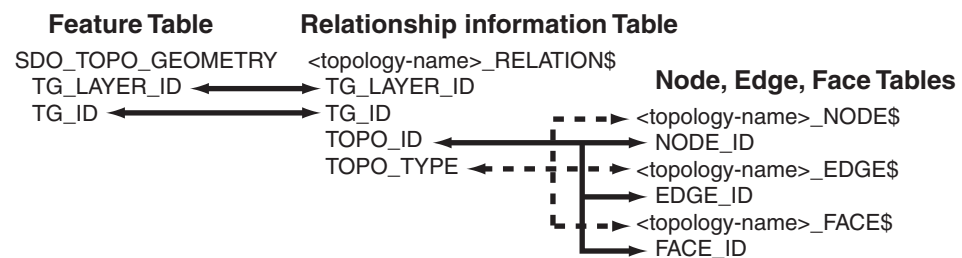 Feature Table
SDO_TOPO_GEOMETRY
TG_LAYER_ID
TG_ID
Relationship information Table
<topology-name>_RELATION$
TG_LAYER_ID
TG_ID
TOPO_ID
TOPO_TYPE
Node, Edge, Face Tables
<topology-name>_NODE$
NODE_ID
<topology-name>_EDGE$
EDGE_ID
<topology-name>_FACE$
FACE_ID